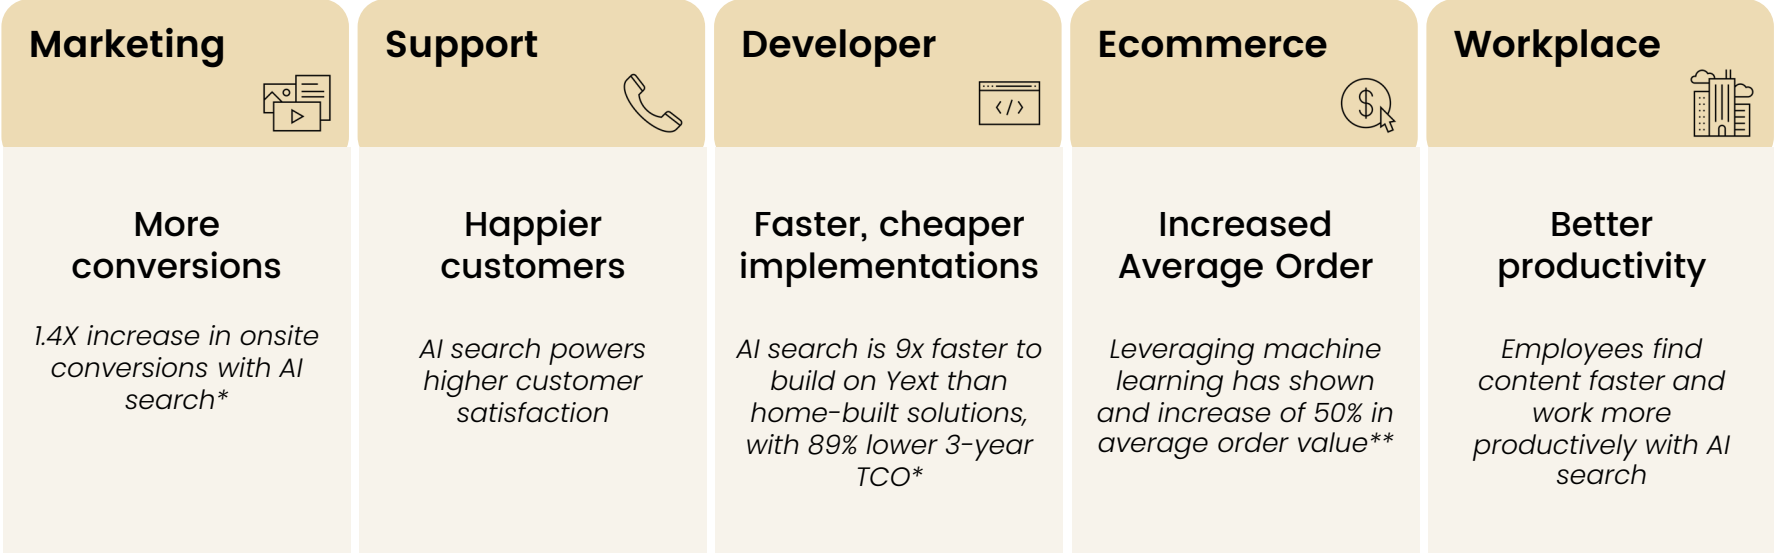 Marketing
Support
Developer
Ecommerce
Workplace
</>
More
conversions
1.4X increase in onsite
conversions with AI
search*
Happier
customers
AI search powers
higher customer
satisfaction
Faster, cheaper
implementations
AI search is 9x faster to
build on Yext than
home-built solutions,
with 89% lower 3-year
TCO*
Increased
Average Order
Leveraging machine
learning has shown
and increase of 50% in
average order value**
Better
productivity
Employees find
content faster and
work more
productively with AI
search